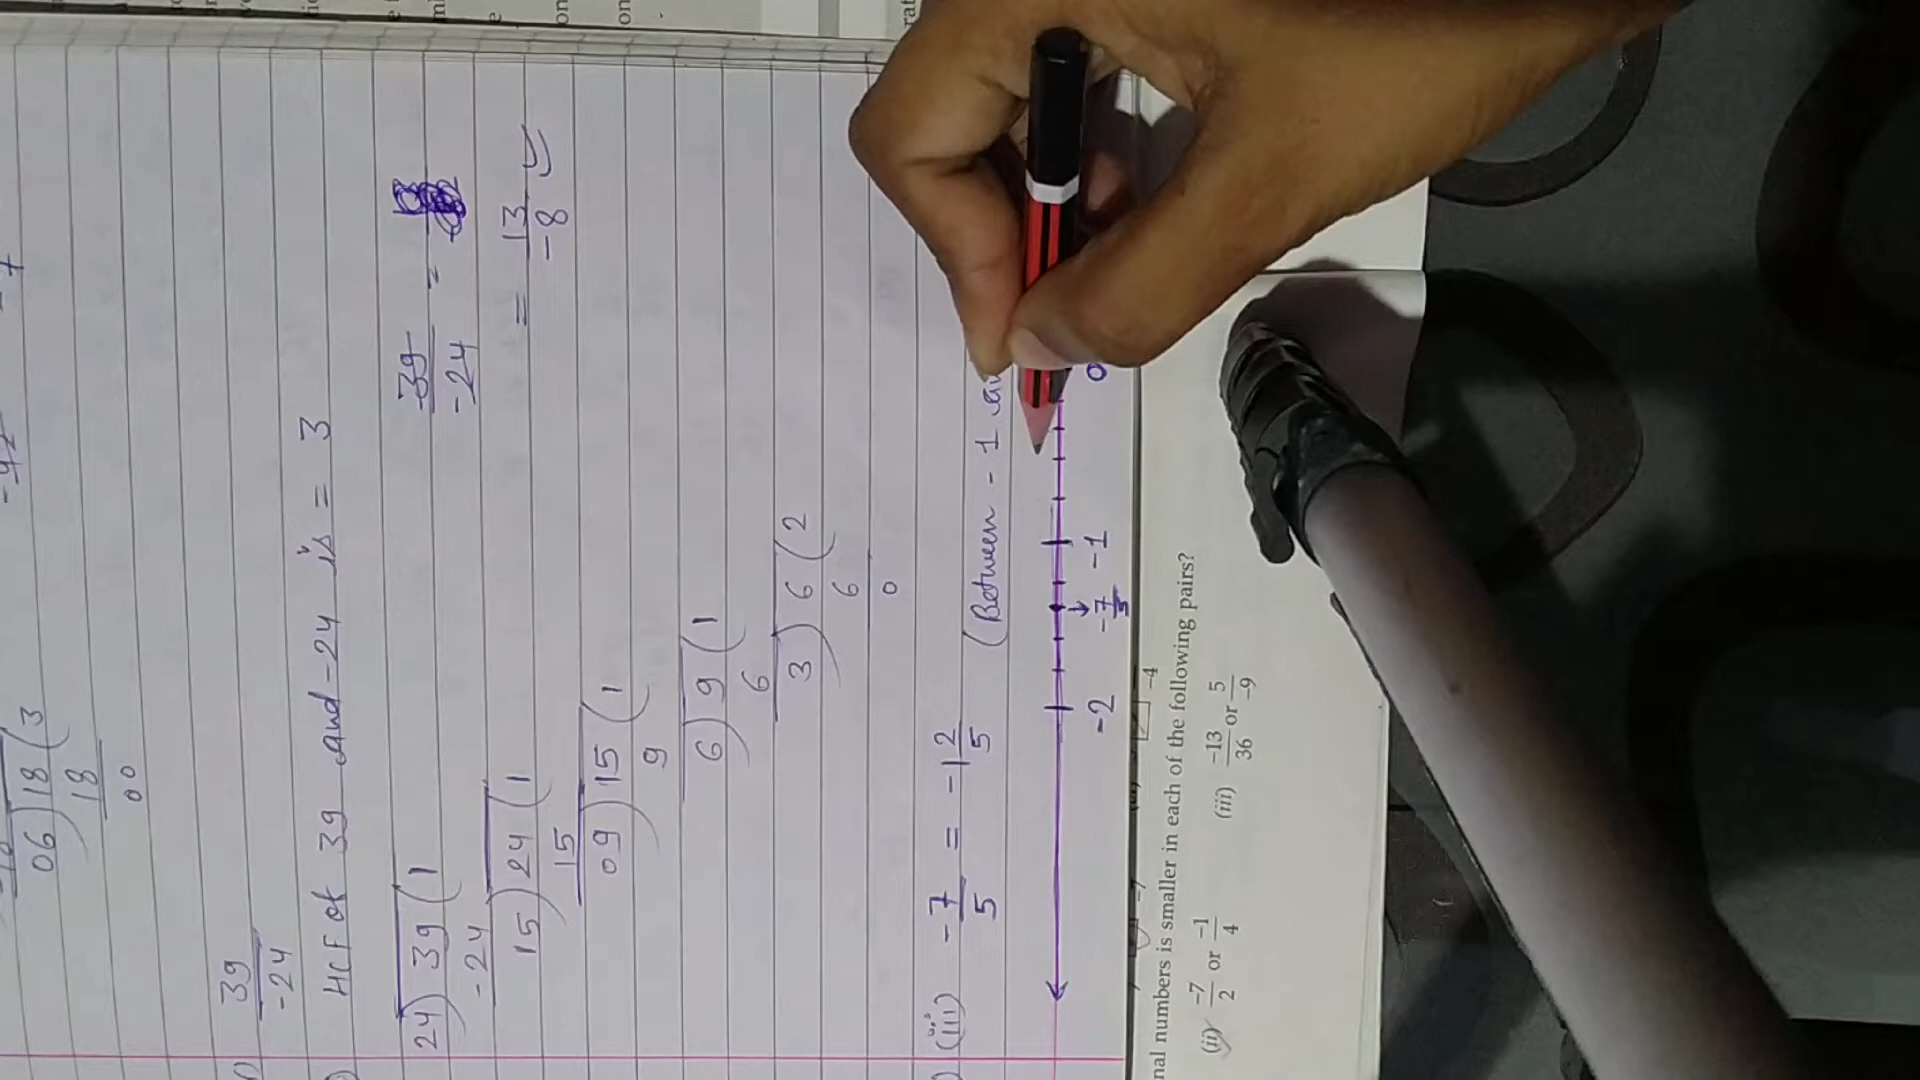 06) 18 ( 3
18
00
39
-24
HCF of 39 and -24 is = 3
24) 39 ( 1
-24
15) 24 ( 1
15
09) 15 ( 1
9
6) 9 ( 1
6
3) 6 ( 2
6
0
-39 =
-24
= 13
-8
(iii) -7/5 = -1 2/5 (Between -1
-2 -7/5 -1 0
-4
nal numbers is smaller in each of the following pairs?
(ii) -7/2 or -1/4 (iii) -13/36 or 5/-9